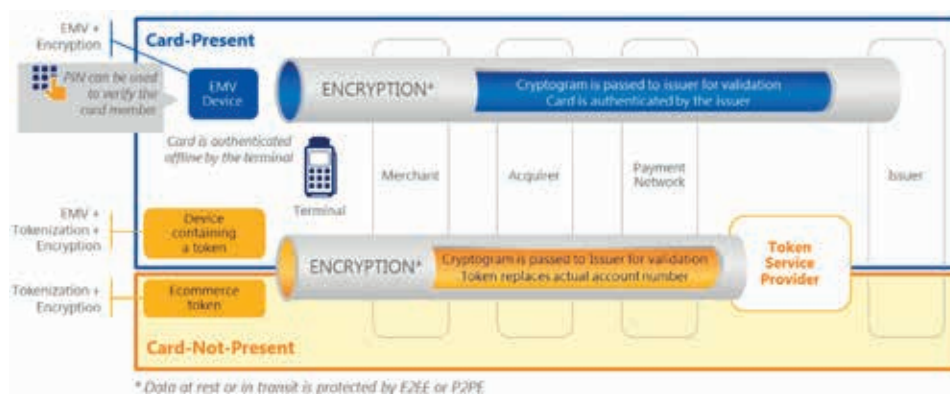 EMV +
Encryption
Card-Present
PIN can be used
to verify the
card member
EMV
Device
ENCRYPTION*
Cryptogram is passed to issuer for validation
Card is authenticated by the issuer
Card is authenticated
offline by the terminal
Terminal
Merchant
Acquirer
Payment
Network
Issuer
EMV +
Tokenization +
Encryption
Device
containing
a token
ENCRYPTION*
Cryptogram is passed to Issuer for validation
Token replaces actual account number
Token
Service
Provider
Tokenization +
Encryption
Ecommerce
token
Card-Not-Present
* Data at rest or in transit is protected by E2EE or P2PE